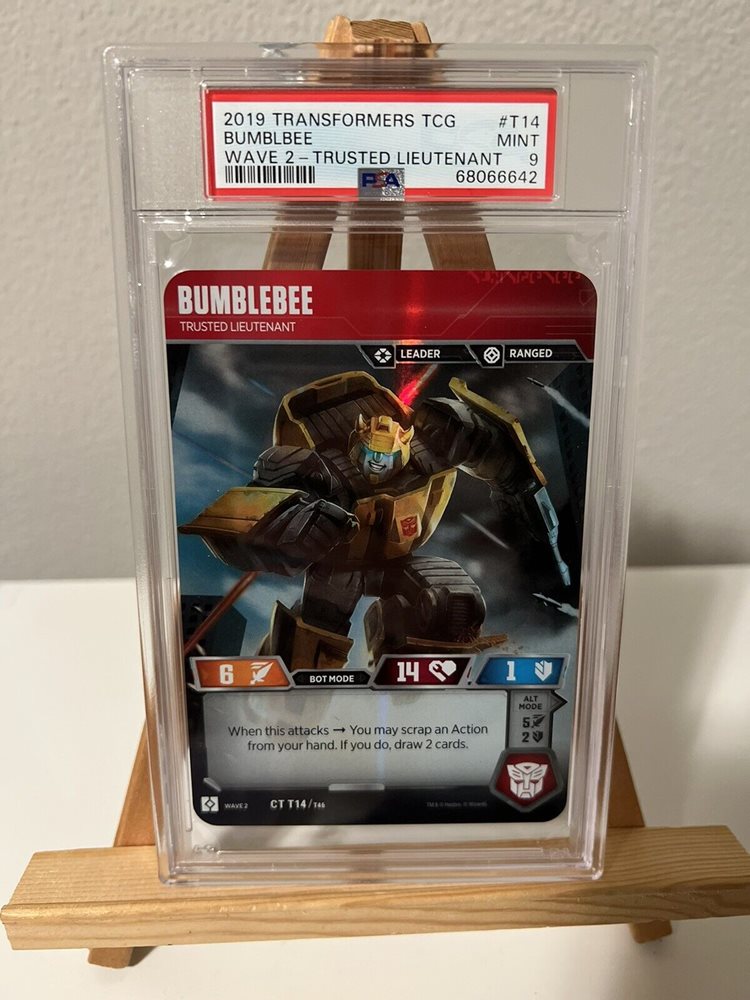 2019 TRANSFORMERS TCG #T14
BUMBLBEE MINT
WAVE 2 - TRUSTED LIEUTENANT 9
PSA 68066642
BUMBLEBEE
TRUSTED LIEUTENANT
LEADER RANGED
6 BOT MODE 14 1
ALT
MODE
5
2
When this attacks → You may scrap an Action
from your hand. If you do, draw 2 cards.
WAVE 2 CT T14/T46